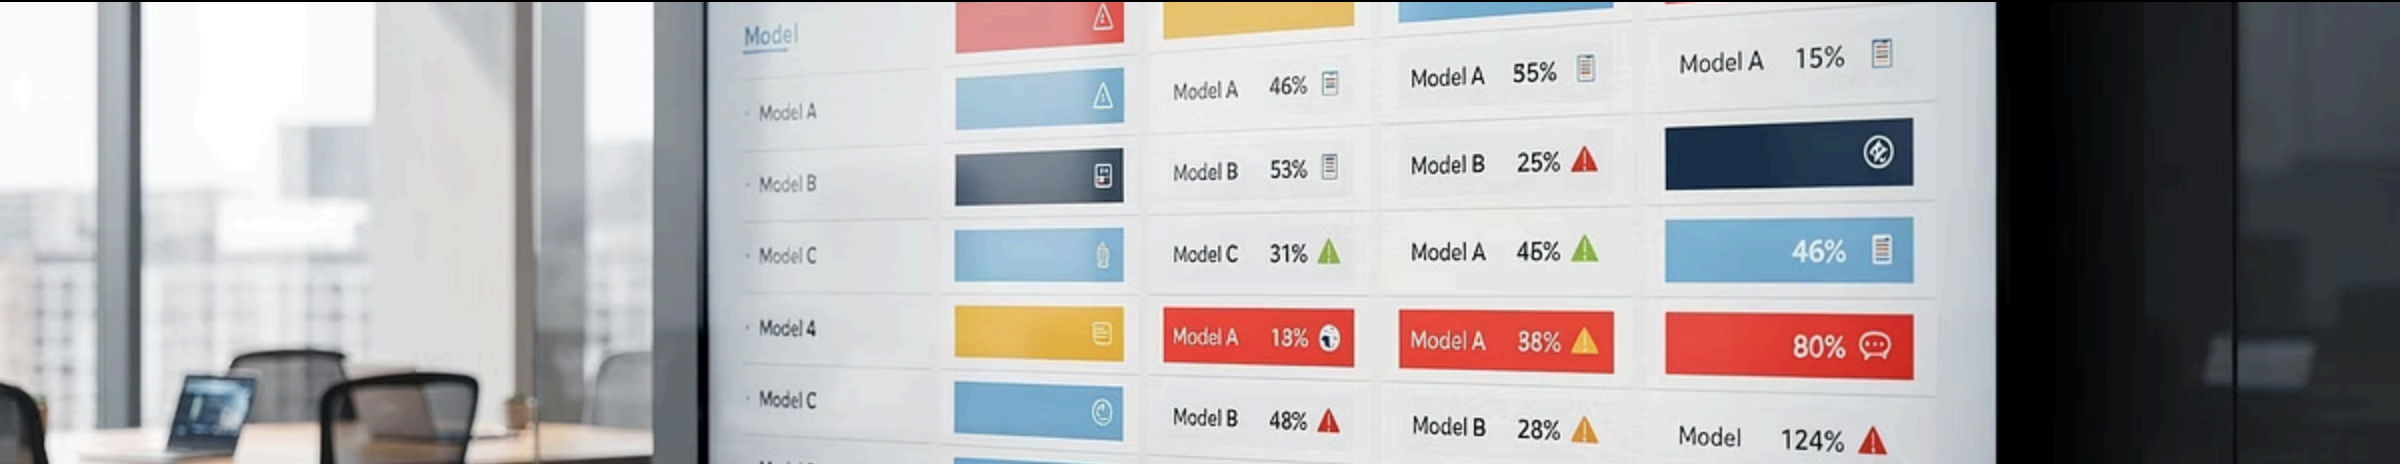 Model
Model A 46% Model A 55% Model A 15%
Model A
Model B 53% Model B 25%
Model B
Model C 31% Model A 45% 46%
Model C
Model A 13% Model A 38% 80%
Model 4
Model C Model B 48% Model B 28% Model 124%